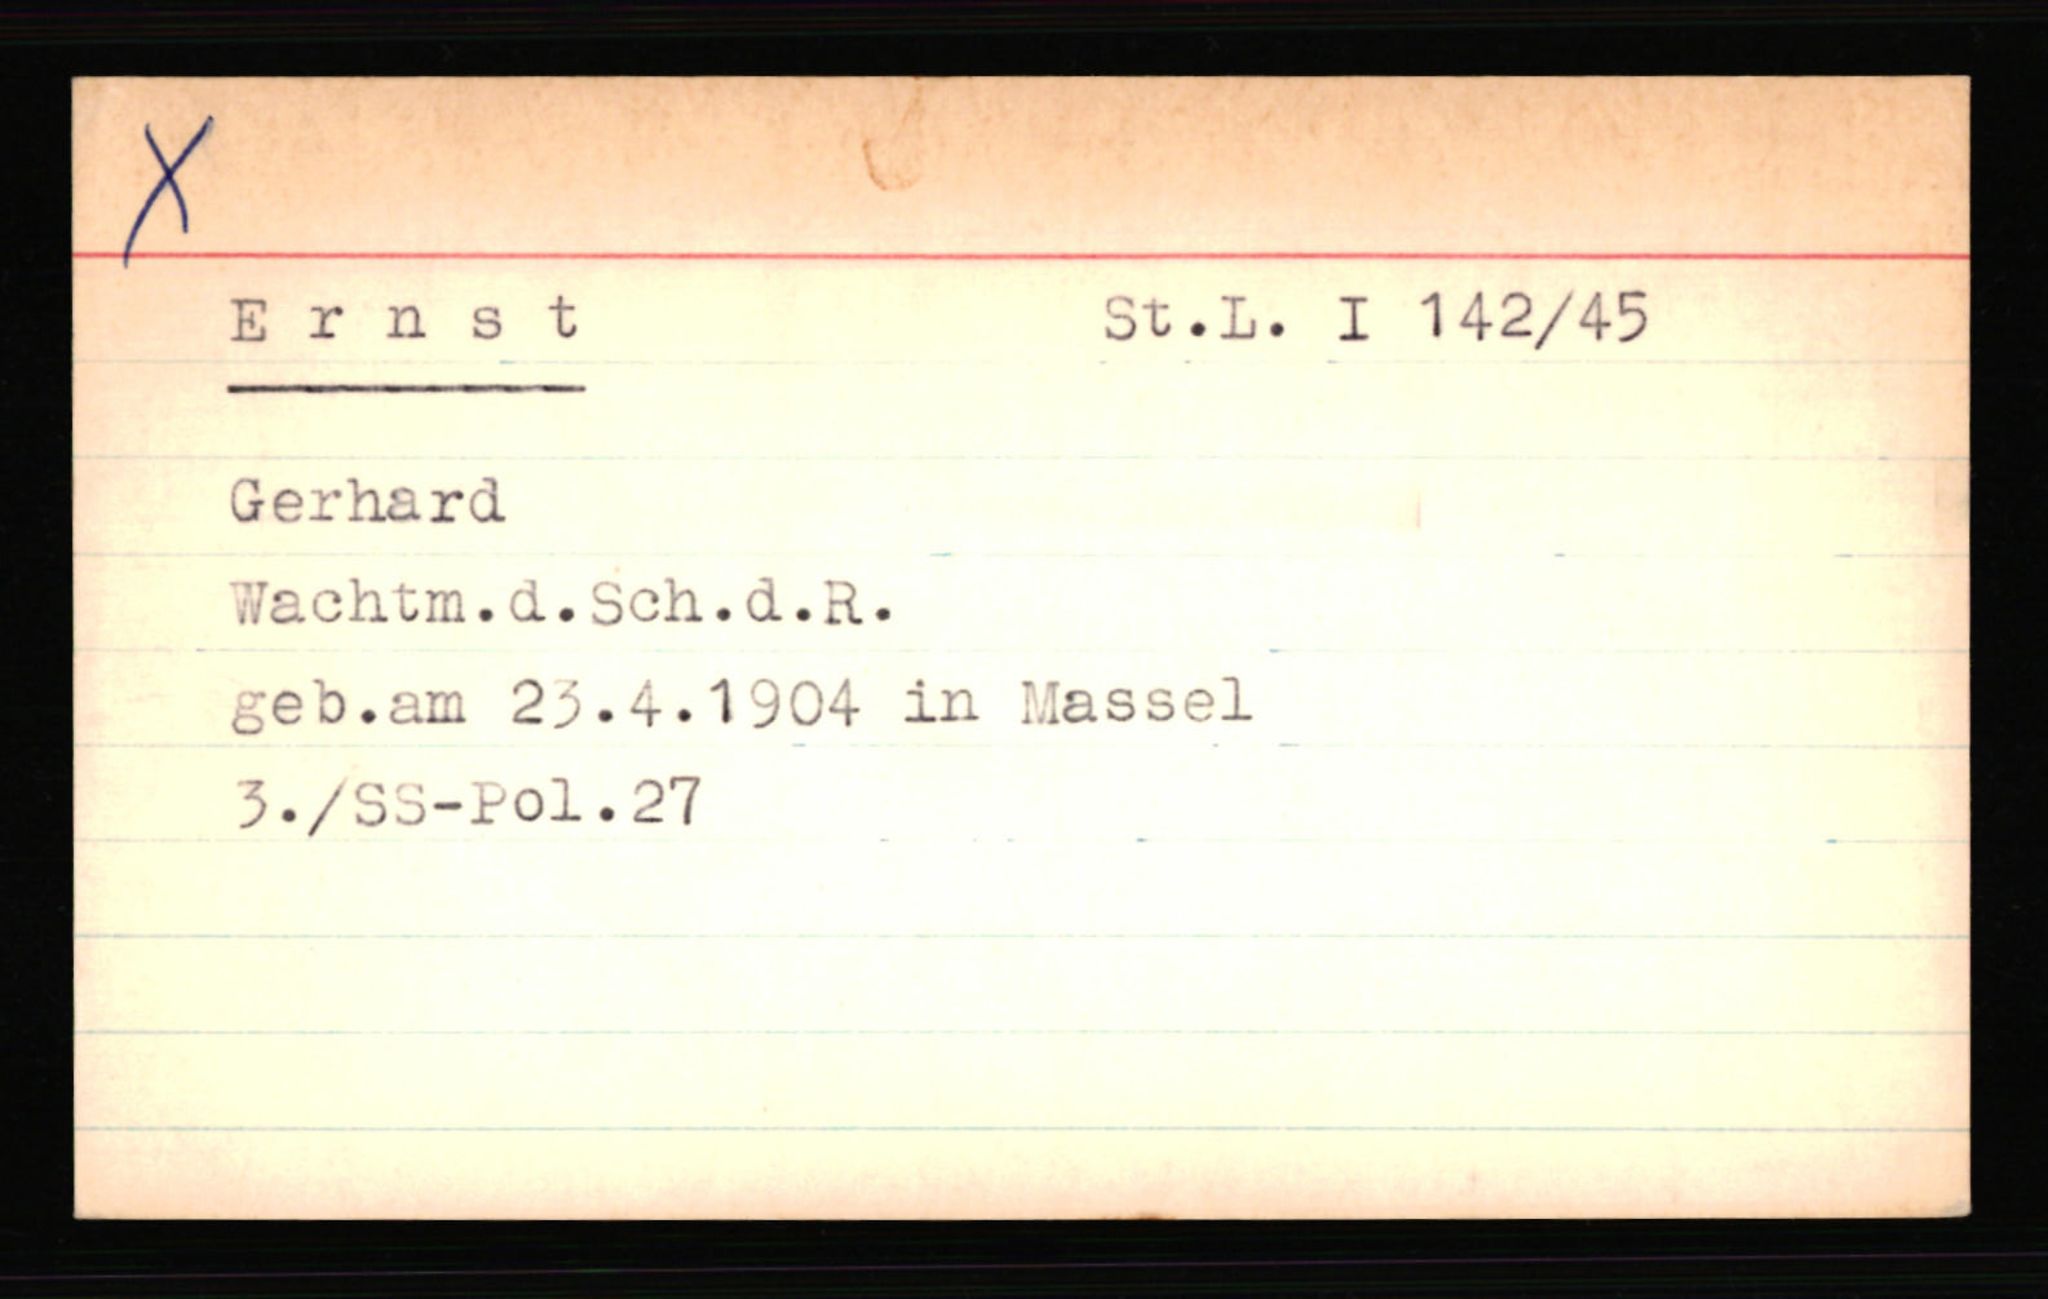 X
E r n s t St.L. I 142/45
Gerhard
Wachtm.d.Sch.d.R.
geb.am 23.4.1904 in Massel
3./SS-Pol.27